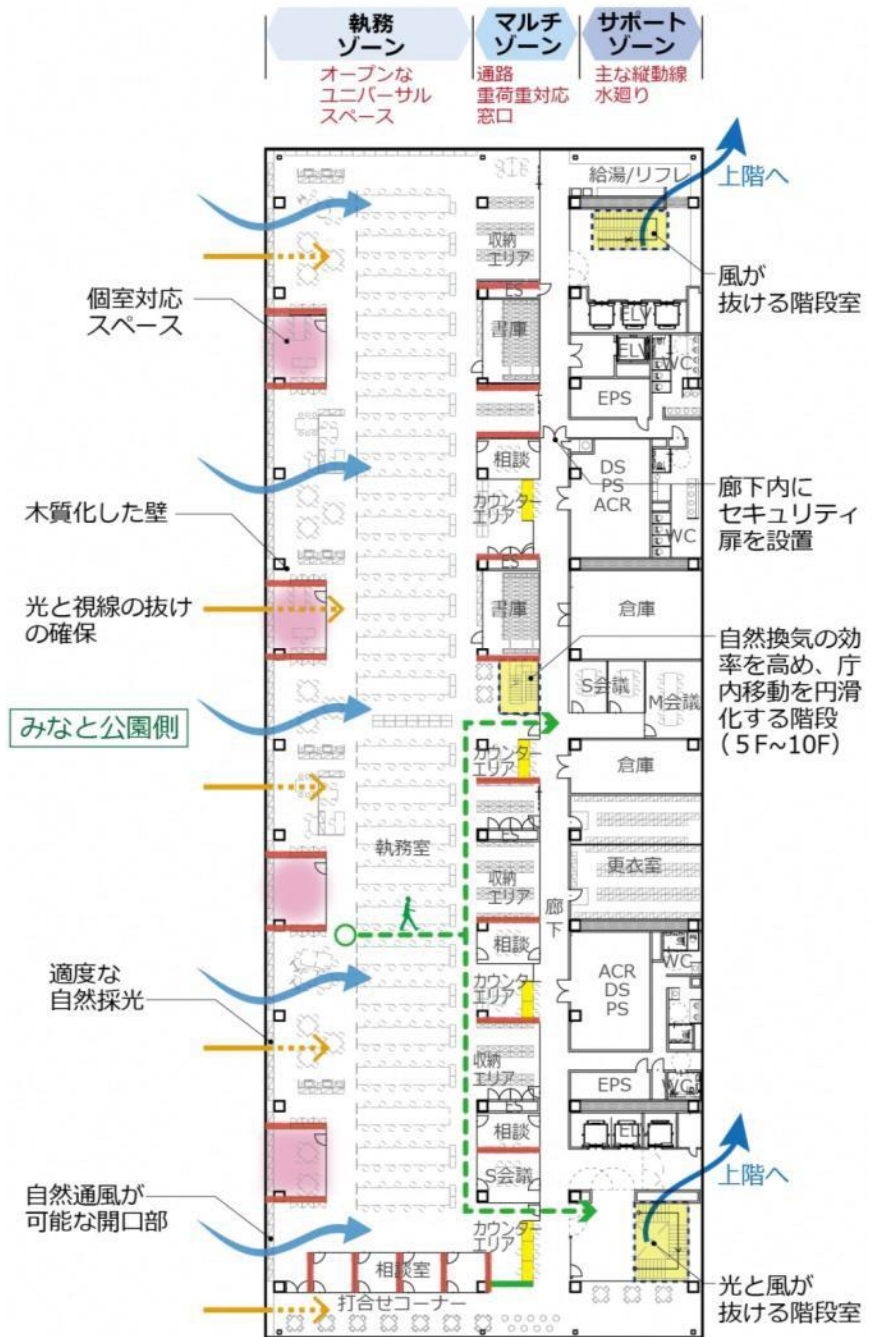 執務
ゾーン
マルチ
ゾーン
サポート
ゾーン
オープンな
ユニバーサル
スペース
通路
重荷重対応
窓口
主な縦動線
水廻り
給湯/リフレ
上階へ
収納
エリア
風が
抜ける階段室
個室対応
スペース
ES
書庫
ELV
ELV
WC
EPS
相談
DS
PS
ACR
カウンター
エリア
廊下内に
セキュリティ
扉を設置
木質化した壁
WC
ES
光と視線の抜け
の確保
書庫
倉庫
自然換気の効
率を高め、庁
内移動を円滑
化する階段
(5F~10F)
S会議
M会議
みなと公園側
カウンター
エリア
倉庫
ES
執務室
収納
エリア
更衣室
廊
下
相談
適度な
自然採光
カウンター
エリア
ACR
DS
PS
WC
収納
エリア
EPS
WC
ES
相談
EL
S会議
上階へ
自然通風が
可能な開口部
カウンター
エリア
相談室
打合せコーナー
光と風が
抜ける階段室